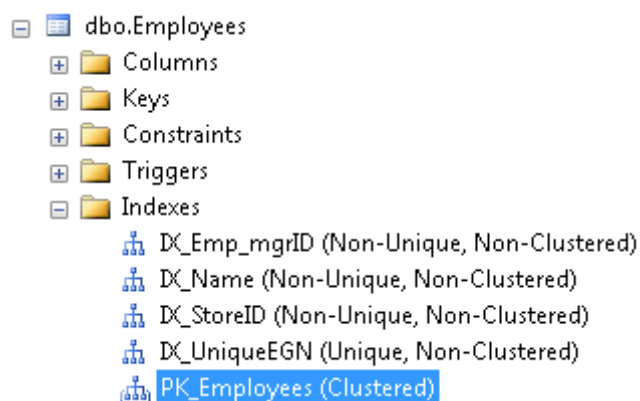 dbo.Employees
Columns
Keys
Constraints
Triggers
Indexes
IX_Emp_mgrID (Non-Unique, Non-Clustered)
IX_Name (Non-Unique, Non-Clustered)
IX_StoreID (Non-Unique, Non-Clustered)
IX_UniqueEGN (Unique, Non-Clustered)
PK_Employees (Clustered)